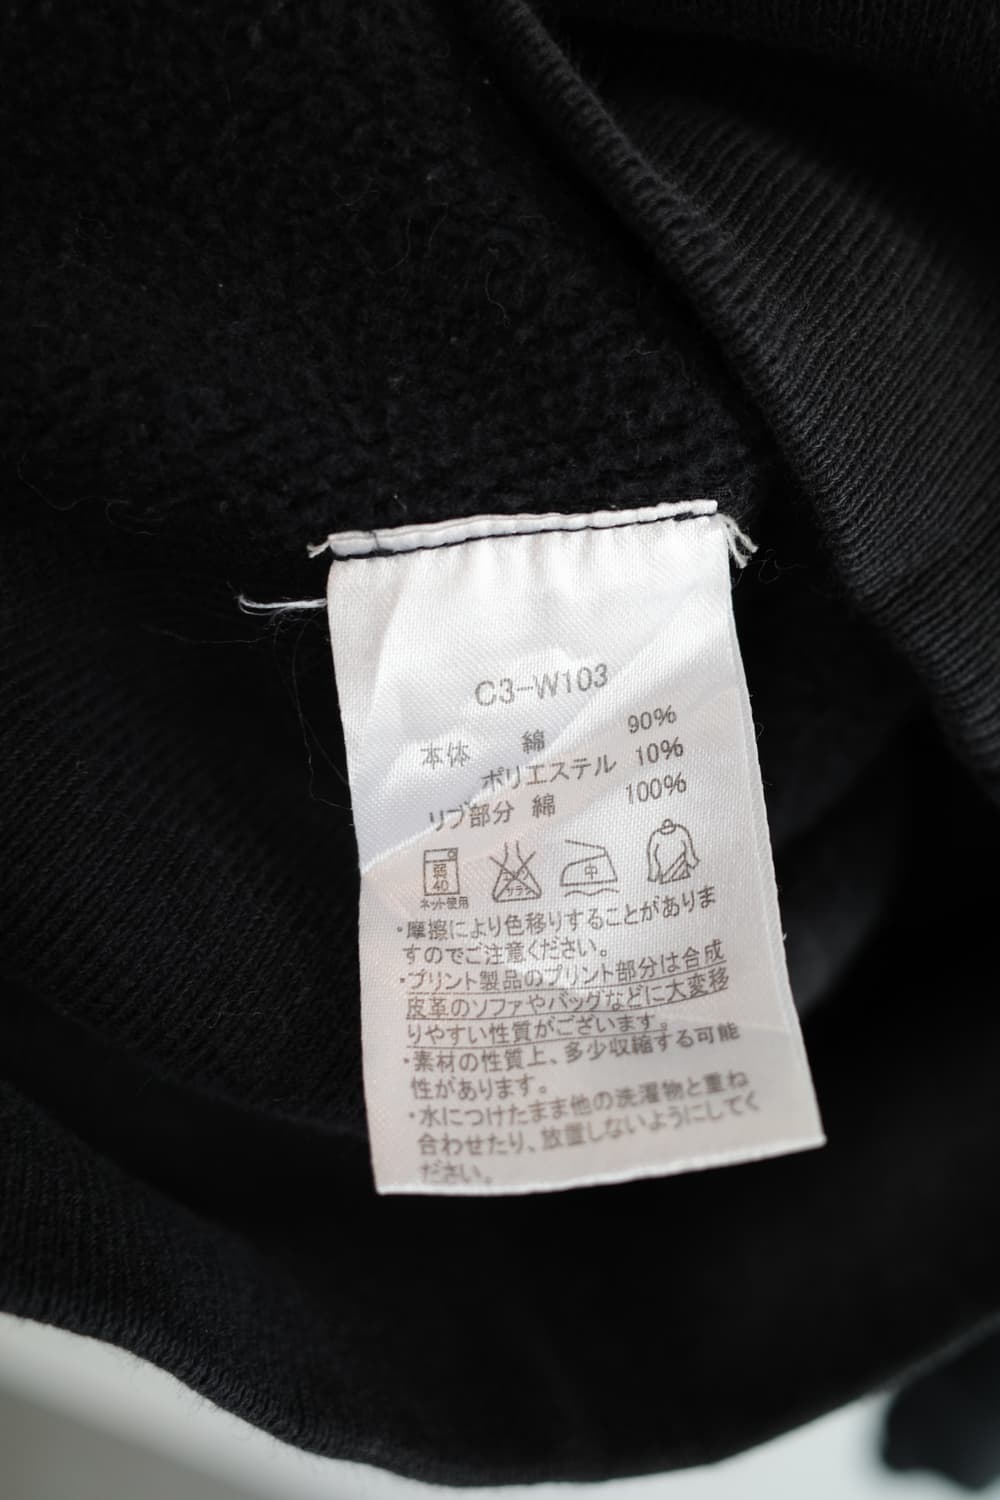 C3-W103
本体 綿 90%
ポリエステル 10%
リブ部分 綿 100%
弱 エンソ 中
40 サラシ
ネット使用
・摩擦により色移りすることがありま
すのでご注意ください。
・プリント製品のプリント部分は合成
皮革のソファやバッグなどに大変移
りやすい性質がございます。
・素材の性質上、多少収縮する可能
性があります。
・水につけたまま他の洗濯物と重ね
合わせたり、放置しないようにしてく
ださい。